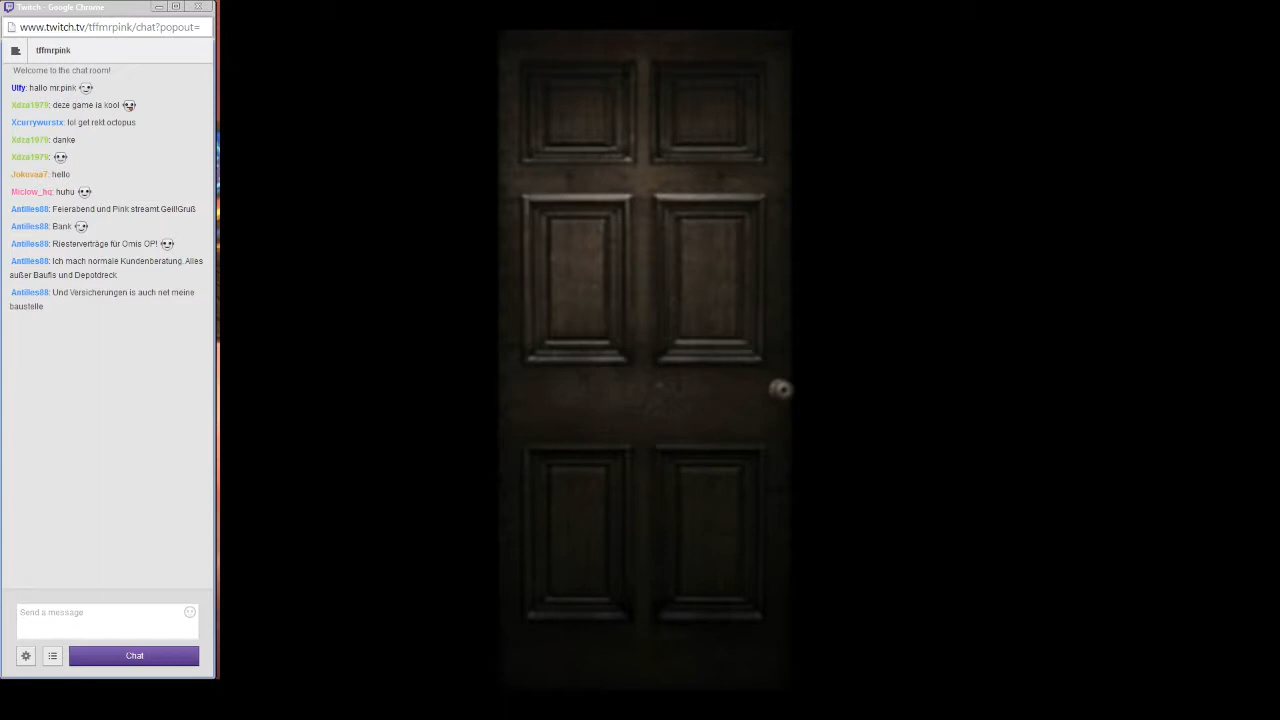 Twitch - Google Chrome
www.twitch.tv/tffmrpink/chat?popout=
tffmrpink
Welcome to the chat room!
Ulfy: hallo mr.pink
Xdza1979: deze game ia kool
Xcurrywurstx: lol get rekt octopus
Xdza1979: danke
Xdza1979:
Jokuvaa7: hello
Miclow_hq: huhu
Antilles88: Feierabend und Pink streamt.Geil!Gruß
Antilles88: Bank
Antilles88: Riesterverträge für Omis OP!
Antilles88: Ich mach normale Kundenberatung. Alles
außer Baufis und Depotdreck
Antilles88: Und Versicherungen is auch net meine
baustelle
Send a message
Chat